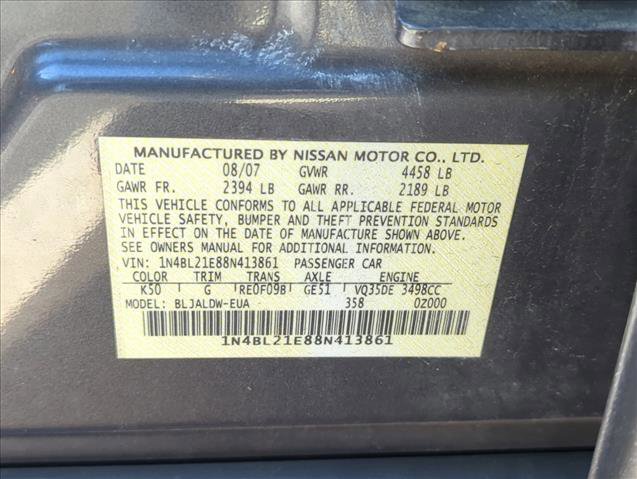 MANUFACTURED BY NISSAN MOTOR CO., LTD.
DATE 08/07 GVWR 4458 LB
GAWR FR. 2394 LB GAWR RR. 2189 LB
THIS VEHICLE CONFORMS TO ALL APPLICABLE FEDERAL MOTOR
VEHICLE SAFETY, BUMPER AND THEFT PREVENTION STANDARDS
IN EFFECT ON THE DATE OF MANUFACTURE SHOWN ABOVE.
SEE OWNERS MANUAL FOR ADDITIONAL INFORMATION.
VIN: 1N4BL21E88N413861 PASSENGER CAR
COLOR TRIM TRANS AXLE ENGINE
K50 G RE0F09B GE51 VQ35DE 3498CC
MODEL: BLJALDW-EUA 358 0Z000
1N4BL21E88N413861